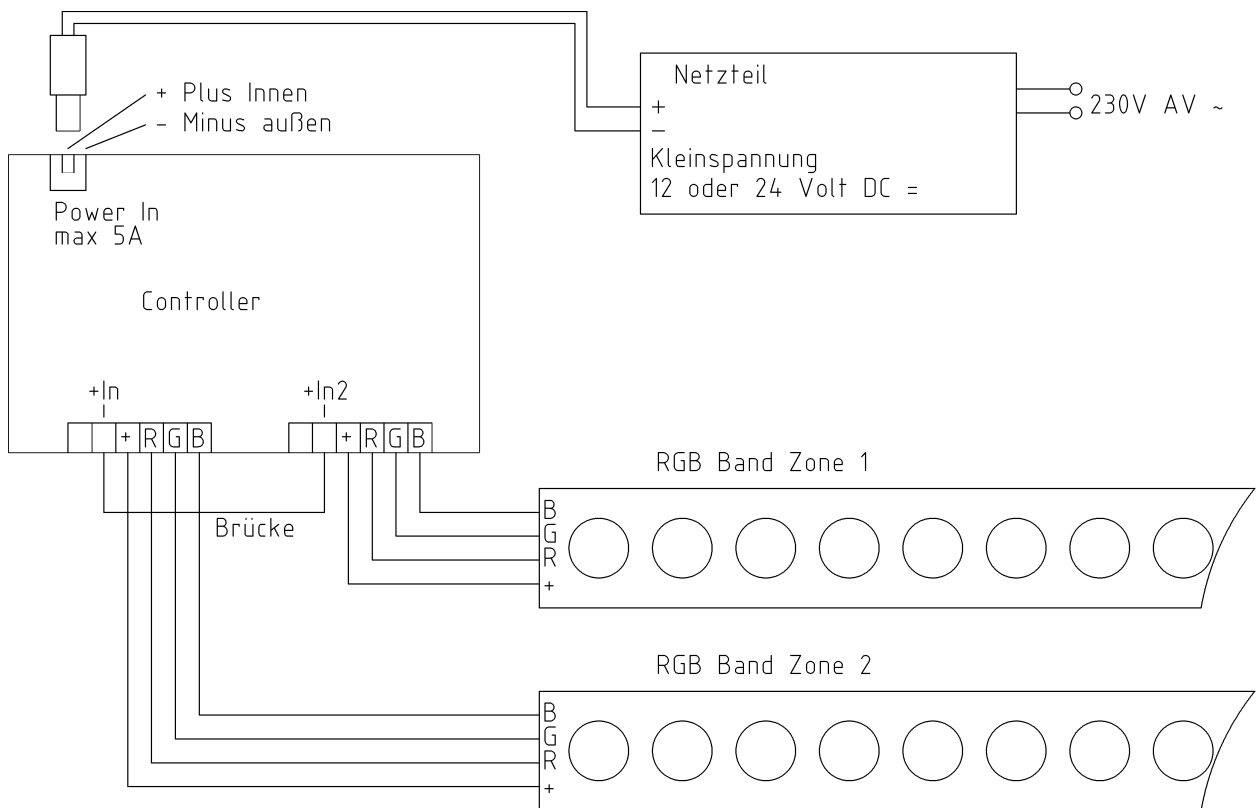 Netzteil
+ Plus Innen
- Minus außen
+
-
230V AV ~
Kleinspannung
12 oder 24 Volt DC =
Power In
max 5A
Controller
+In
+In2
+ R G B
+ R G B
Brücke
RGB Band Zone 1
B
G
R
+
RGB Band Zone 2
B
G
R
+